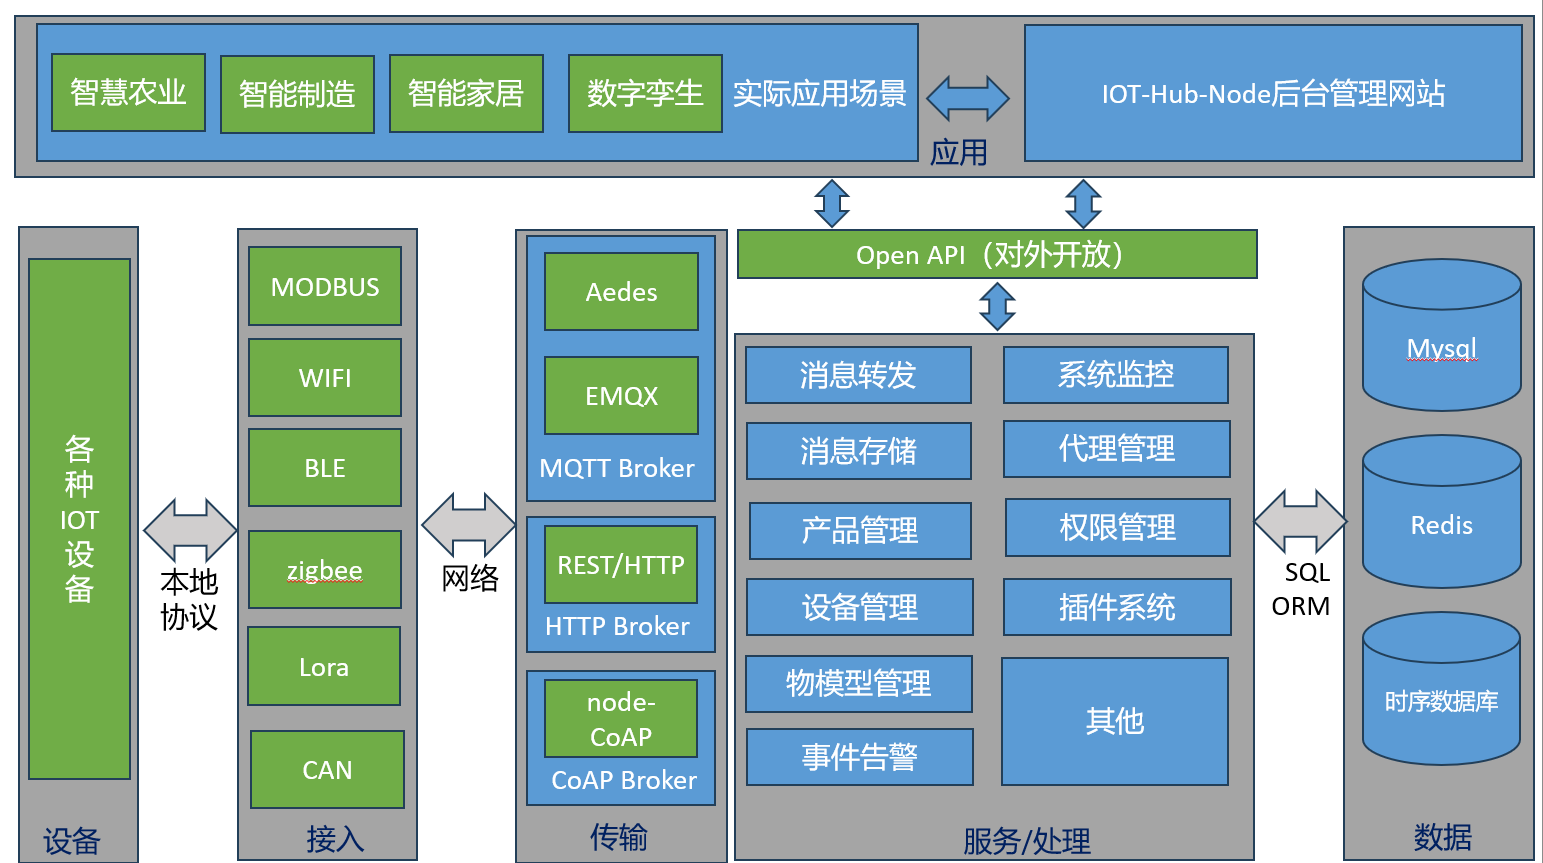 智慧农业
智能制造
智能家居
数字孪生
实际应用场景
IOT-Hub-Node后台管理网站
应用
Open API（对外开放）
各
种
IOT
设
备
设备
本地
协议
MODBUS
WIFI
BLE
zigbee
Lora
CAN
接入
网络
Aedes
EMQX
MQTT Broker
REST/HTTP
HTTP Broker
node-
CoAP
CoAP Broker
传输
消息转发
系统监控
消息存储
代理管理
产品管理
权限管理
设备管理
插件系统
物模型管理
其他
事件告警
服务/处理
SQL
ORM
Mysql
Redis
时序数据库
数据